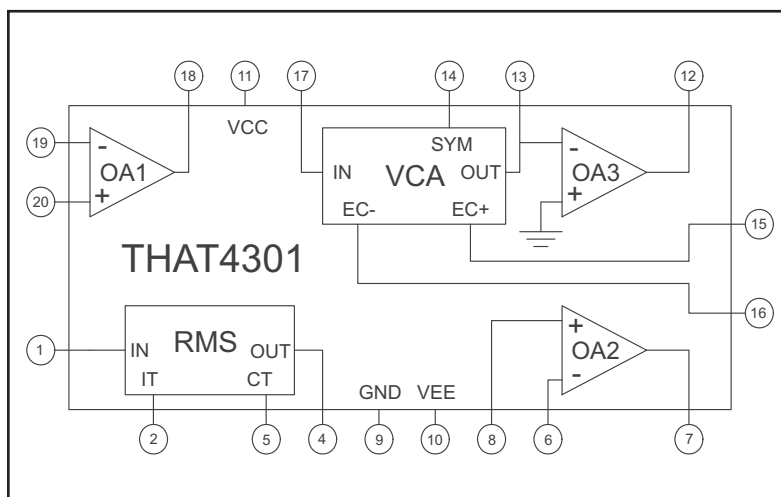 18 11 17 14 13 12
VCC
SYM
19 - OA1
20 +
IN VCA OUT
EC- EC+
- OA3
+
15
THAT4301
16
1 IN RMS OUT
IT CT
+ OA2
-
GND VEE
2 5 4 9 10 8 6 7